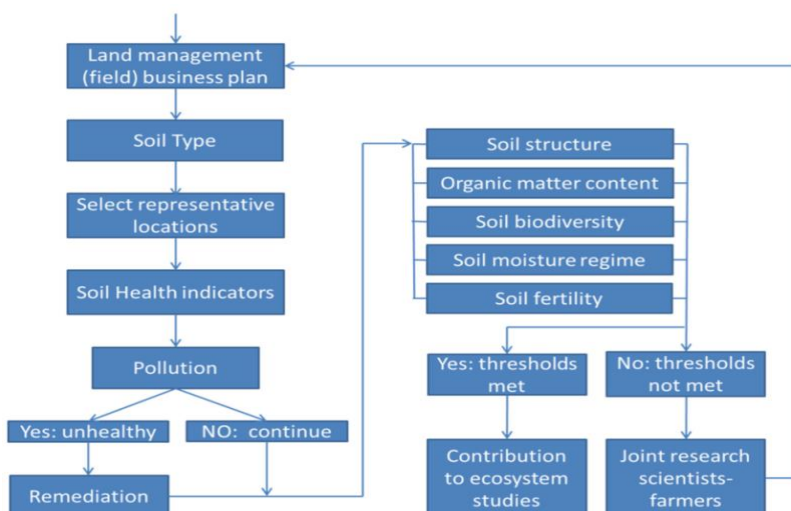 Land management
(field) business plan
Soil Type
Select representative
locations
Soil Health indicators
Pollution
Yes: unhealthy
NO: continue
Remediation
Soil structure
Organic matter content
Soil biodiversity
Soil moisture regime
Soil fertility
Yes: thresholds
met
No: thresholds
not met
Contribution
to ecosystem
studies
Joint research
scientists-
farmers